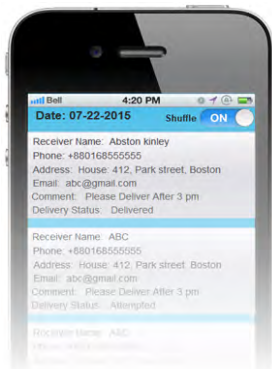 Bell 4:20 PM
Date: 07-22-2015 Shuffle ON
Receiver Name: Abston kinley
Phone: +880168555555
Address: House: 412, Park street, Boston
Email: abc@gmail.com
Comment: Please Deliver After 3 pm
Delivery Status: Delivered
Receiver Name: ABC
Phone: +880168555555
Address: House: 412, Park street, Boston
Email: abc@gmail.com
Comment: Please Deliver After 3 pm
Delivery Status: Attempted
Receiver Name: ABC